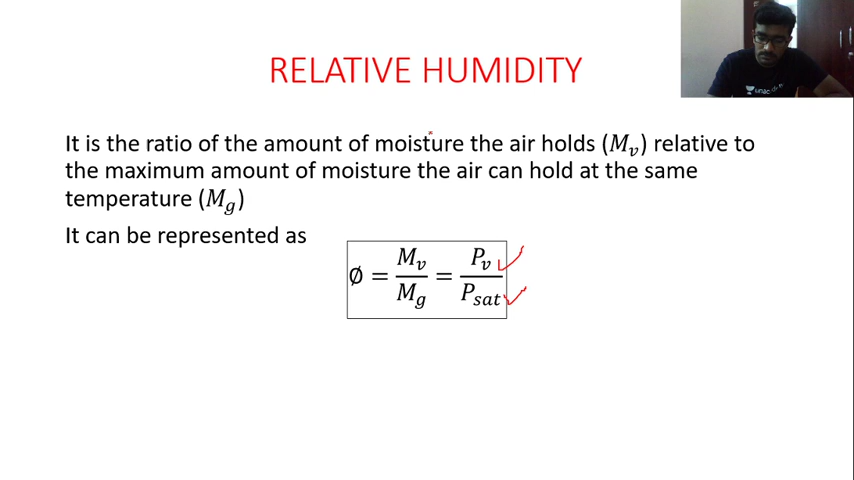 RELATIVE HUMIDITY
It is the ratio of the amount of moisture the air holds (M_v) relative to
the maximum amount of moisture the air can hold at the same
temperature (M_g)
It can be represented as
∅ = M_v / M_g = P_v / P_sat